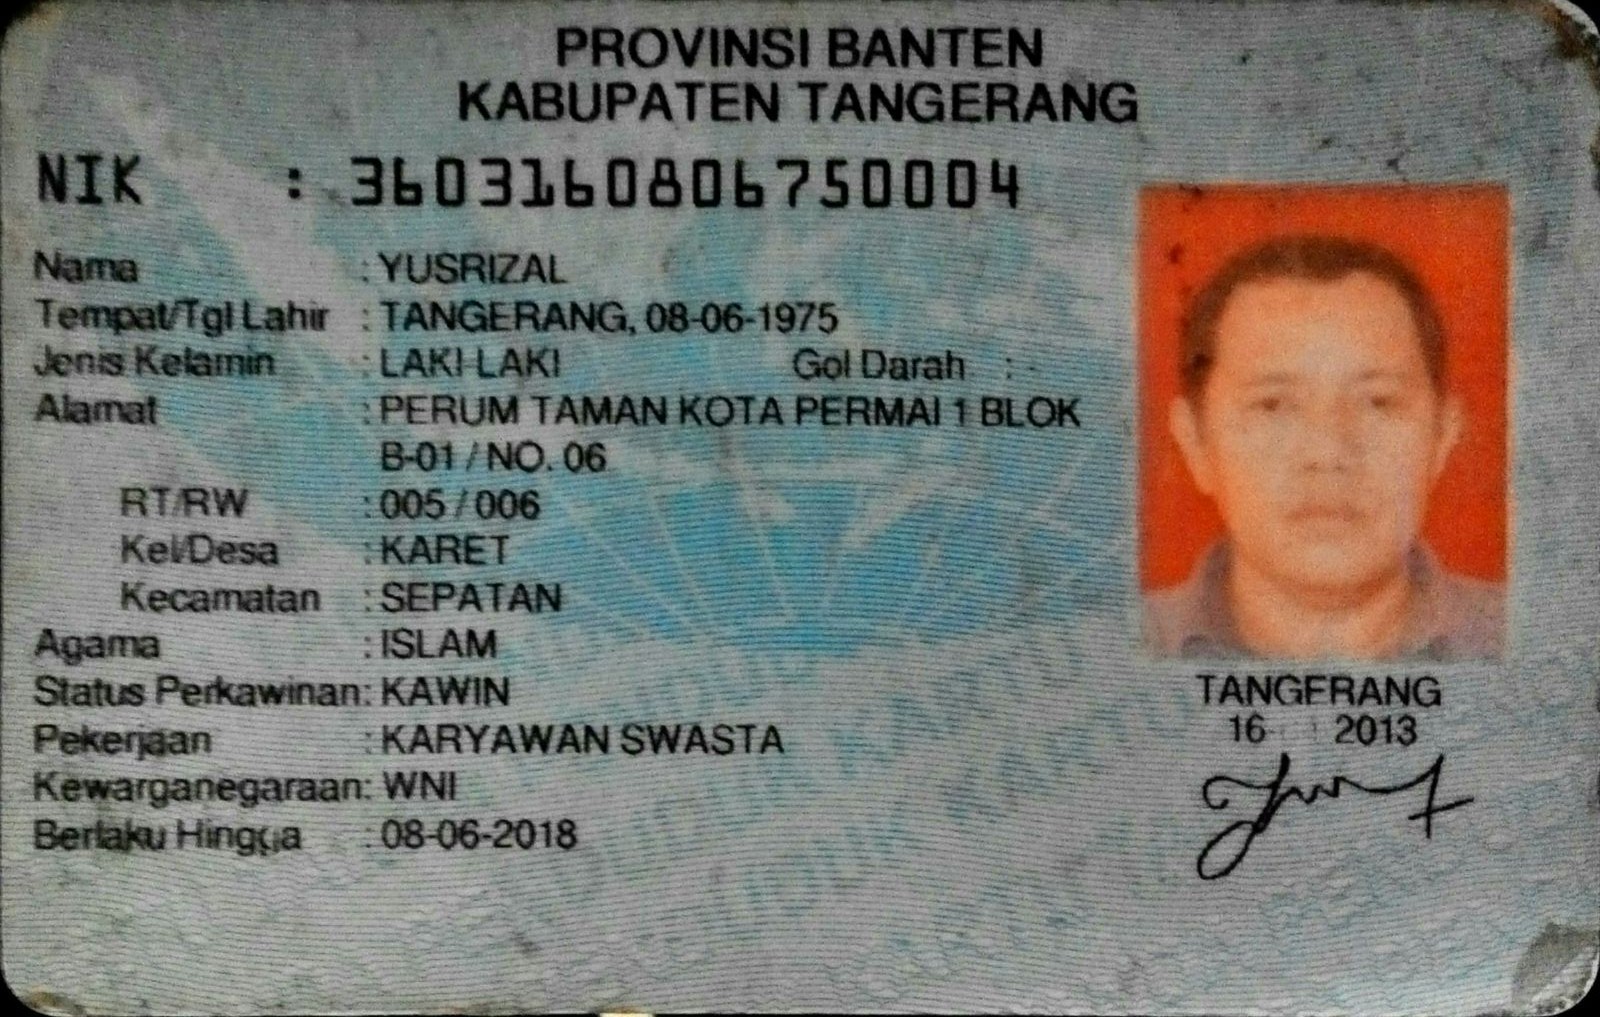 PROVINSI BANTEN
KABUPATEN TANGERANG
NIK : 3603160806750004
Nama : YUSRIZAL
Tempat/Tgl Lahir : TANGERANG, 08-06-1975
Jenis Kelamin : LAKI-LAKI Gol Darah : -
Alamat : PERUM TAMAN KOTA PERMAI 1 BLOK
B-01 / NO. 06
RT/RW : 005 / 006
Kel/Desa : KARET
Kecamatan : SEPATAN
Agama : ISLAM
Status Perkawinan: KAWIN
Pekerjaan : KARYAWAN SWASTA
Kewarganegaraan: WNI
Berlaku Hingga : 08-06-2018
TANGERANG
16 2013